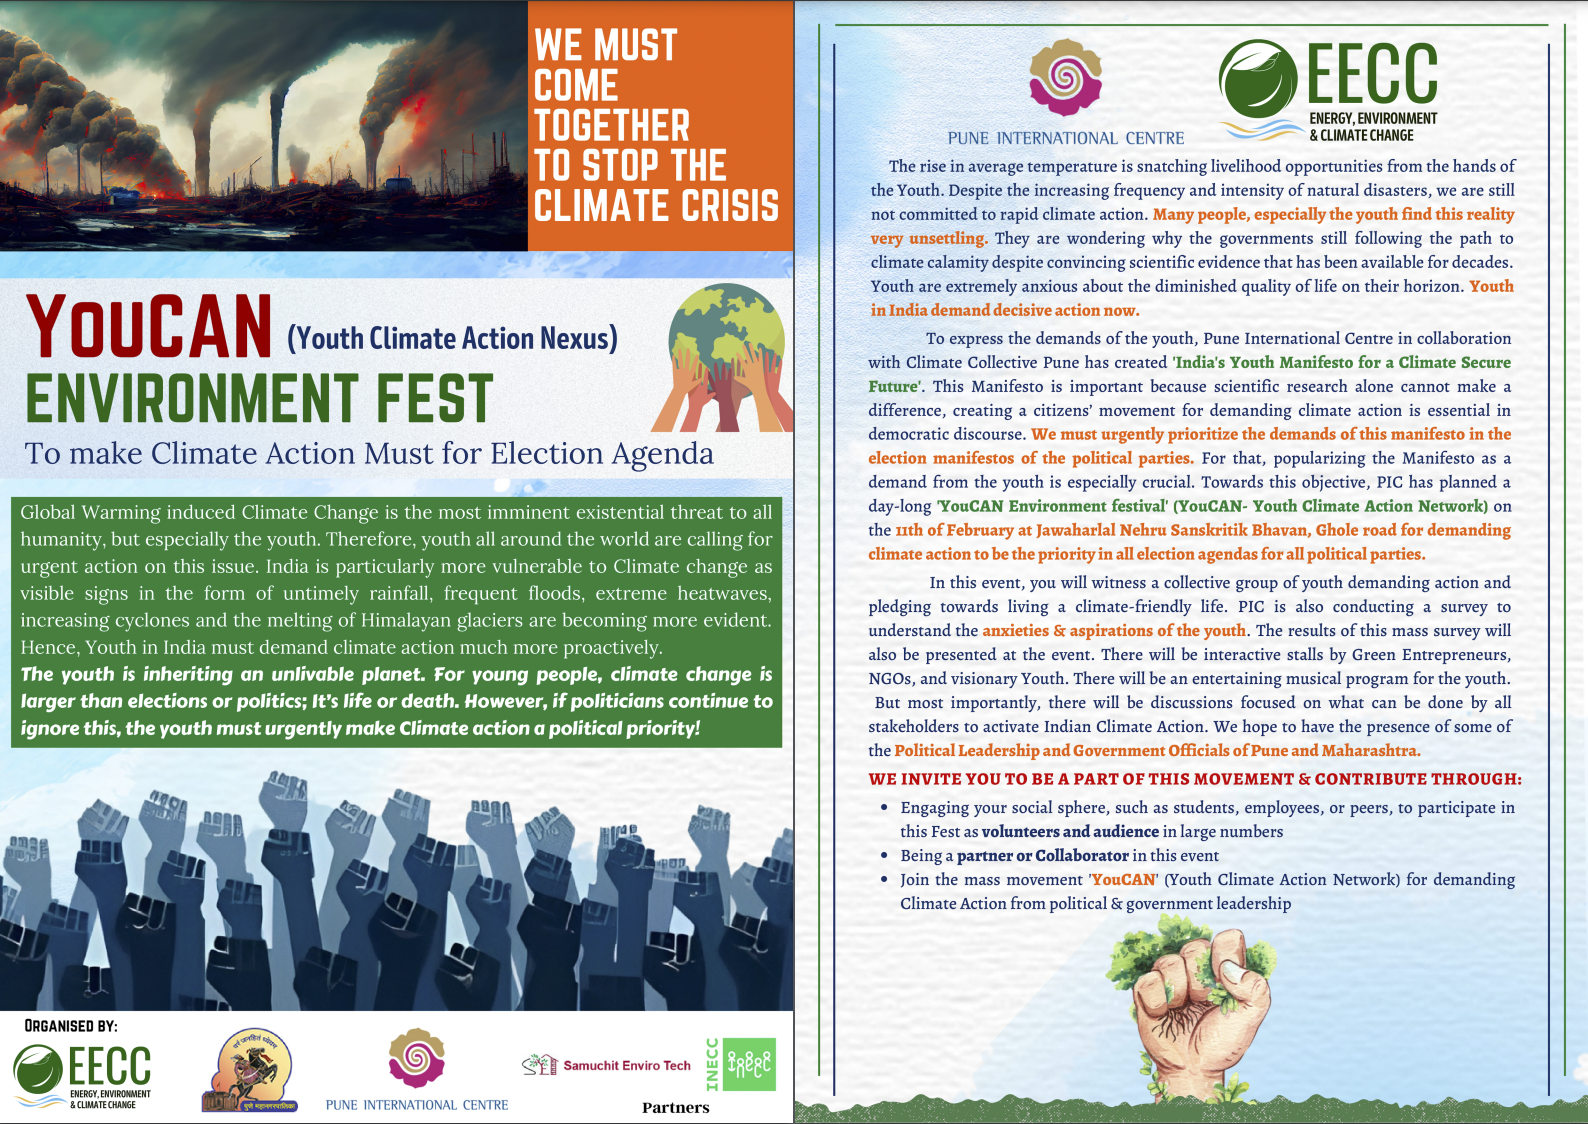 WE MUST
COME
TOGETHER
TO STOP THE
CLIMATE CRISIS
YOUCAN (Youth Climate Action Nexus)
ENVIRONMENT FEST
To make Climate Action Must for Election Agenda
Global Warming induced Climate Change is the most imminent existential threat to all
humanity, but especially the youth. Therefore, youth all around the world are calling for
urgent action on this issue. India is particularly more vulnerable to Climate change as
visible signs in the form of untimely rainfall, frequent floods, extreme heatwaves,
increasing cyclones and the melting of Himalayan glaciers are becoming more evident.
Hence, Youth in India must demand climate action much more proactively.
The youth is inheriting an unlivable planet. For young people, climate change is
larger than elections or politics; It's life or death. However, if politicians continue to
ignore this, the youth must urgently make Climate action a political priority!
ORGANISED BY:
EECC
ENERGY, ENVIRONMENT
& CLIMATE CHANGE
पुणे महानगरपालिका
PUNE INTERNATIONAL CENTRE
Samuchit Enviro Tech
INECC
Partners
PUNE INTERNATIONAL CENTRE
EECC
ENERGY, ENVIRONMENT
& CLIMATE CHANGE
The rise in average temperature is snatching livelihood opportunities from the hands of
the Youth. Despite the increasing frequency and intensity of natural disasters, we are still
not committed to rapid climate action. Many people, especially the youth find this reality
very unsettling. They are wondering why the governments still following the path to
climate calamity despite convincing scientific evidence that has been available for decades.
Youth are extremely anxious about the diminished quality of life on their horizon. Youth
in India demand decisive action now.
To express the demands of the youth, Pune International Centre in collaboration
with Climate Collective Pune has created 'India's Youth Manifesto for a Climate Secure
Future'. This Manifesto is important because scientific research alone cannot make a
difference, creating a citizens' movement for demanding climate action is essential in
democratic discourse. We must urgently prioritize the demands of this manifesto in the
election manifestos of the political parties. For that, popularizing the Manifesto as a
demand from the youth is especially crucial. Towards this objective, PIC has planned a
day-long 'YouCAN Environment festival' (YouCAN- Youth Climate Action Network) on
the 11th of February at Jawaharlal Nehru Sanskritik Bhavan, Ghole road for demanding
climate action to be the priority in all election agendas for all political parties.
In this event, you will witness a collective group of youth demanding action and
pledging towards living a climate-friendly life. PIC is also conducting a survey to
understand the anxieties & aspirations of the youth. The results of this mass survey will
also be presented at the event. There will be interactive stalls by Green Entrepreneurs,
NGOs, and visionary Youth. There will be an entertaining musical program for the youth.
But most importantly, there will be discussions focused on what can be done by all
stakeholders to activate Indian Climate Action. We hope to have the presence of some of
the Political Leadership and Government Officials of Pune and Maharashtra.
WE INVITE YOU TO BE A PART OF THIS MOVEMENT & CONTRIBUTE THROUGH:
• Engaging your social sphere, such as students, employees, or peers, to participate in
this Fest as volunteers and audience in large numbers
• Being a partner or Collaborator in this event
• Join the mass movement 'YouCAN' (Youth Climate Action Network) for demanding
Climate Action from political & government leadership